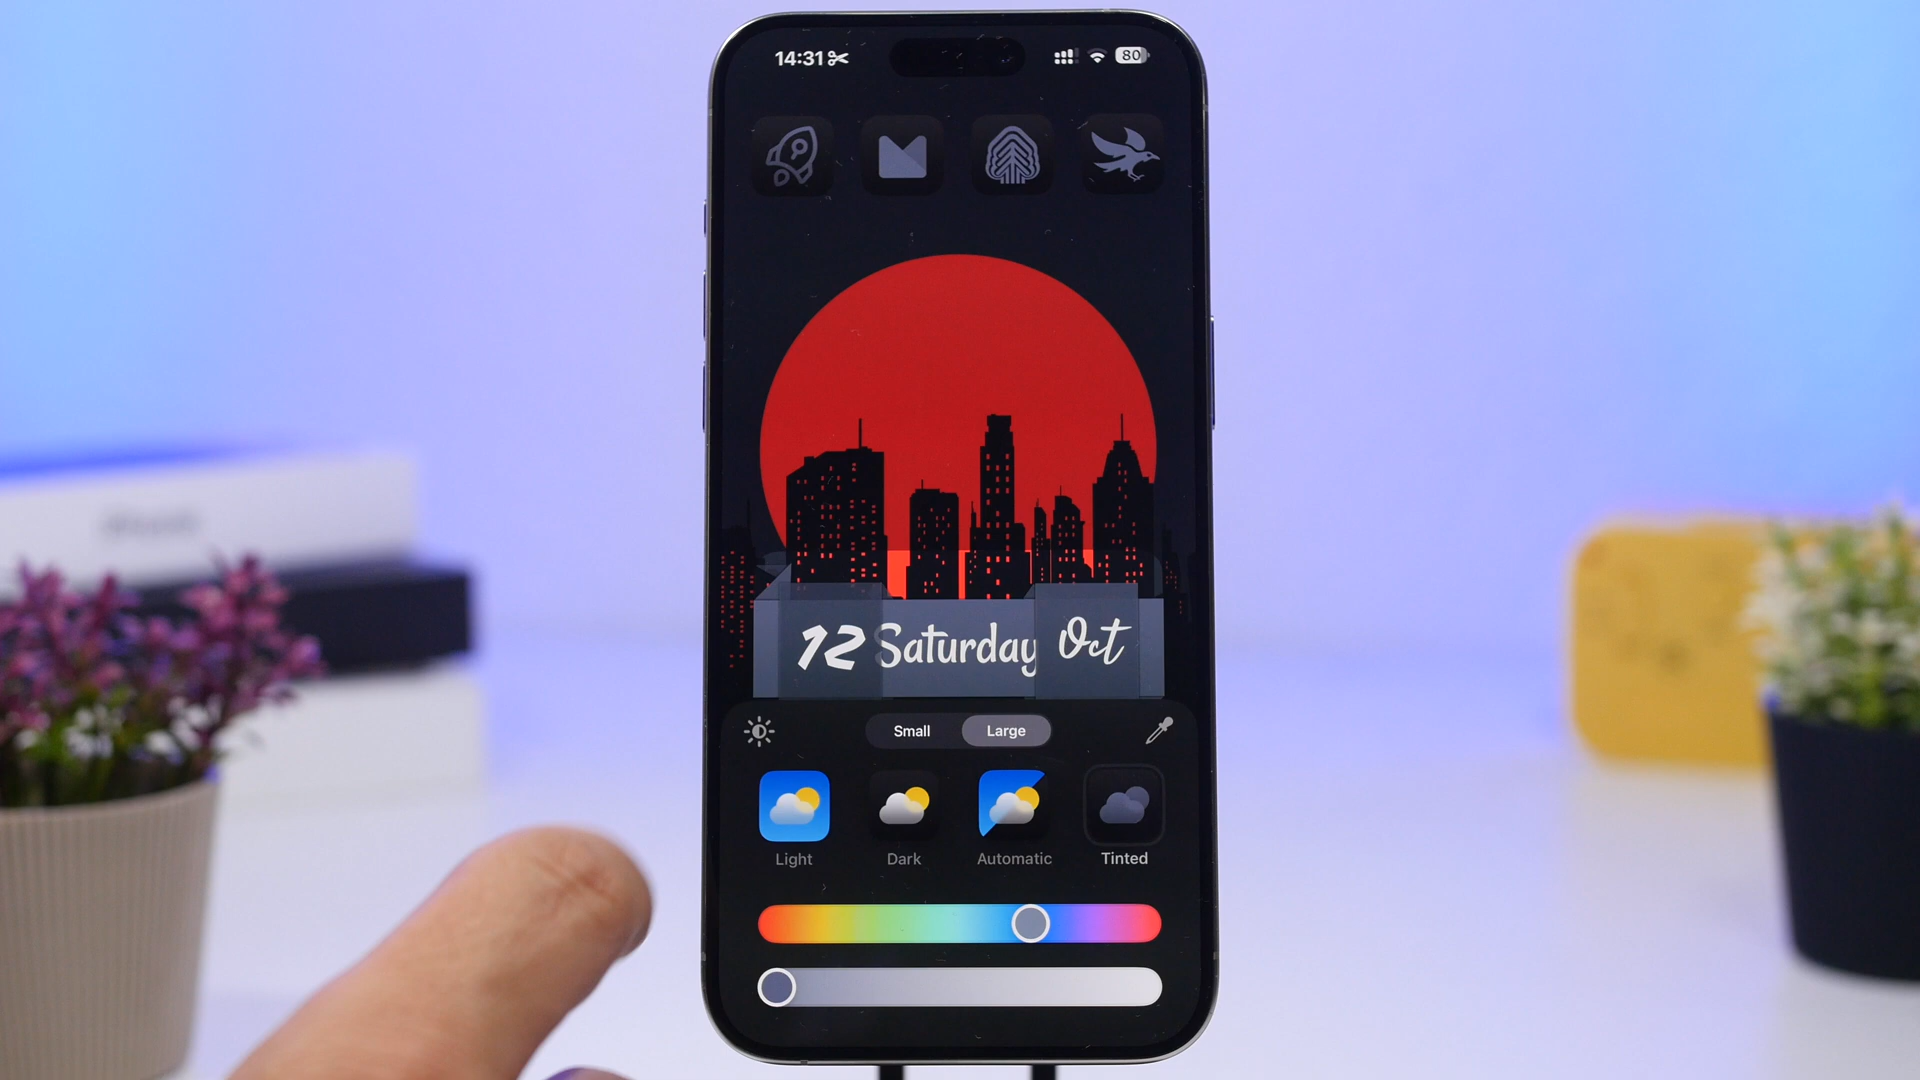 14:31
80
12 Saturday Oct
Small Large
Light Dark Automatic Tinted